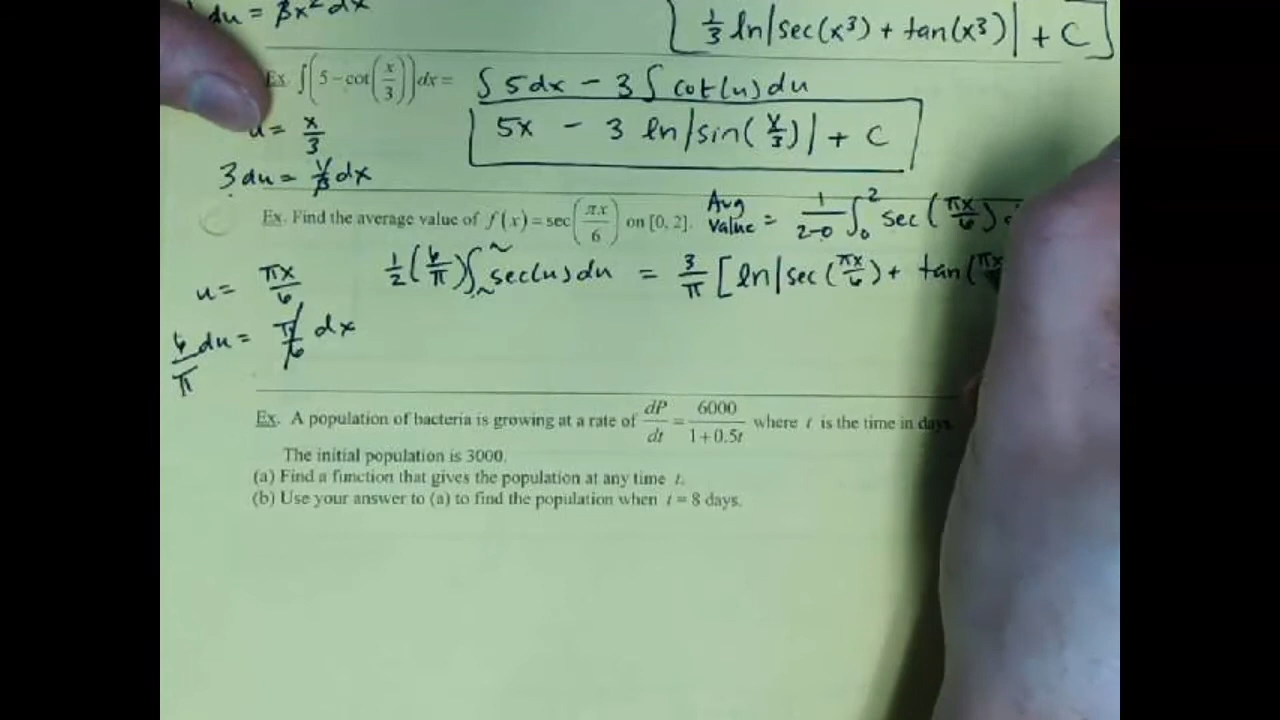 du = 3x² dx
⅓ ln|sec(x³) + tan(x³)| + C
Ex. ∫(5 − cot(x/3))dx = ∫ 5dx − 3 ∫ cot(u) du
u = x/3
5x − 3 ln|sin(x/3)| + C
3du = 1/3 dx
Ex. Find the average value of f(x) = sec(πx/6) on [0, 2].
Avg Value = 1/(2-0) ∫₀² sec(πx/6)
u = πx/6
½ (6/π) ∫~~ sec(u) du = 3/π [ln|sec(πx/6) + tan(πx
6/π du = π/6 dx
Ex. A population of bacteria is growing at a rate of dP/dt = 6000/(1+0.5t) where t is the time in days.
The initial population is 3000.
(a) Find a function that gives the population at any time t.
(b) Use your answer to (a) to find the population when t = 8 days.